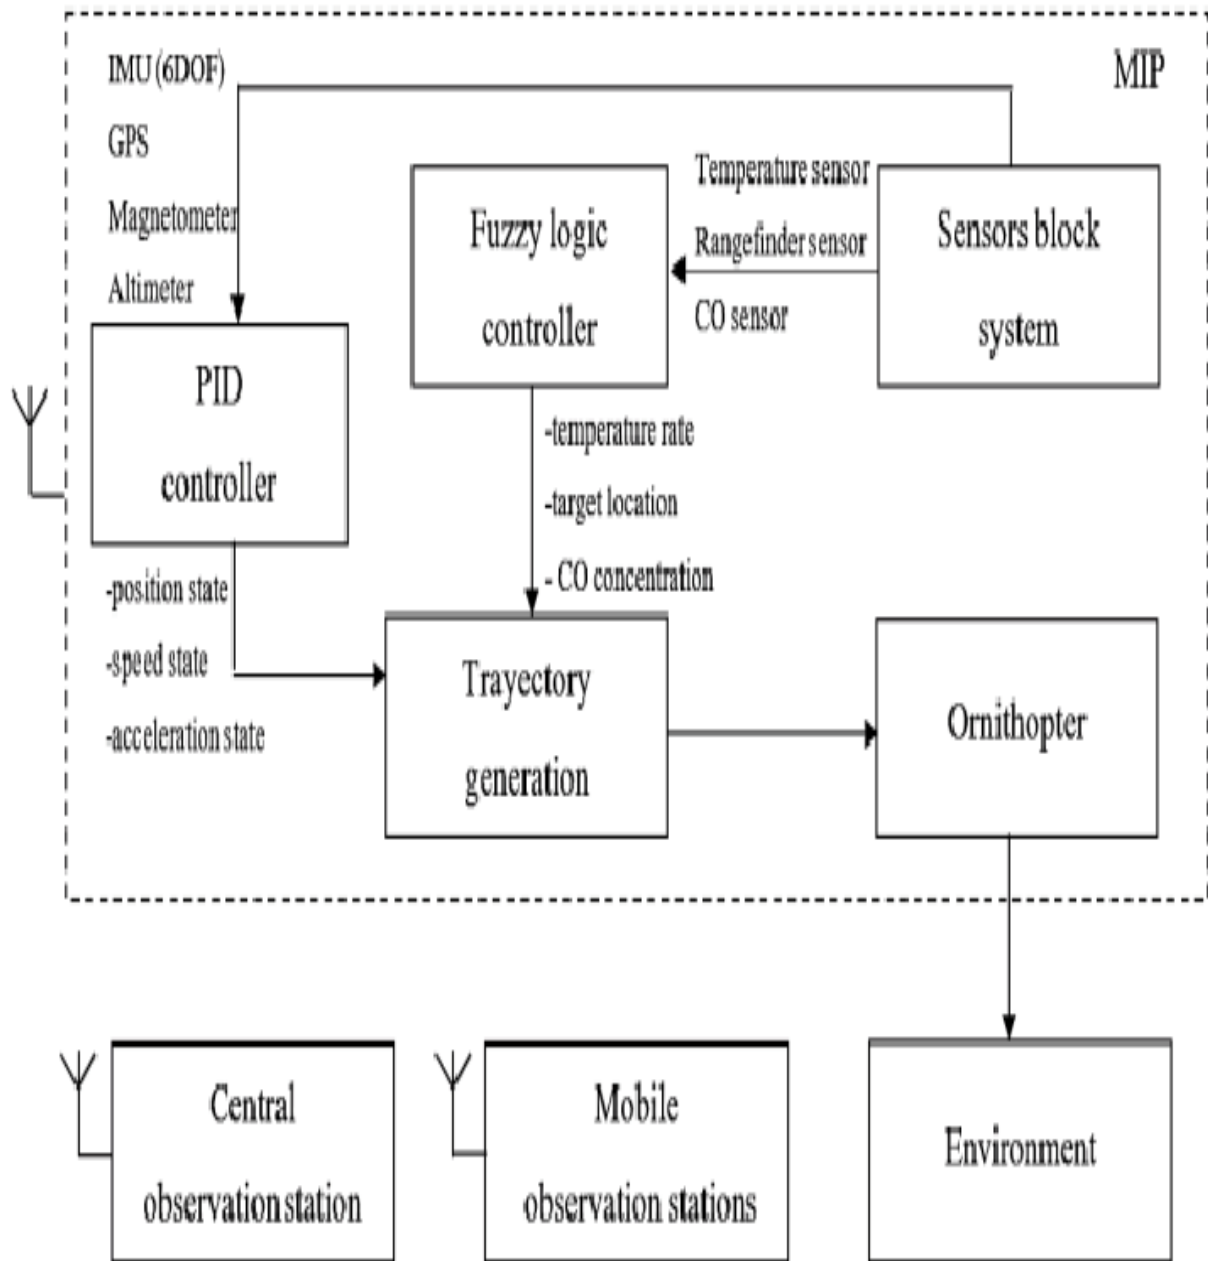 IMU (6DOF)
GPS
Magnetometer
Altimeter
MIP
Temperature sensor
Rangefinder sensor
CO sensor
Fuzzy logic
controller
Sensors block
system
PID
controller
-temperature rate
-target location
- CO concentration
-position state
-speed state
-acceleration state
Trayectory
generation
Ornithopter
Central
observation station
Mobile
observation stations
Environment